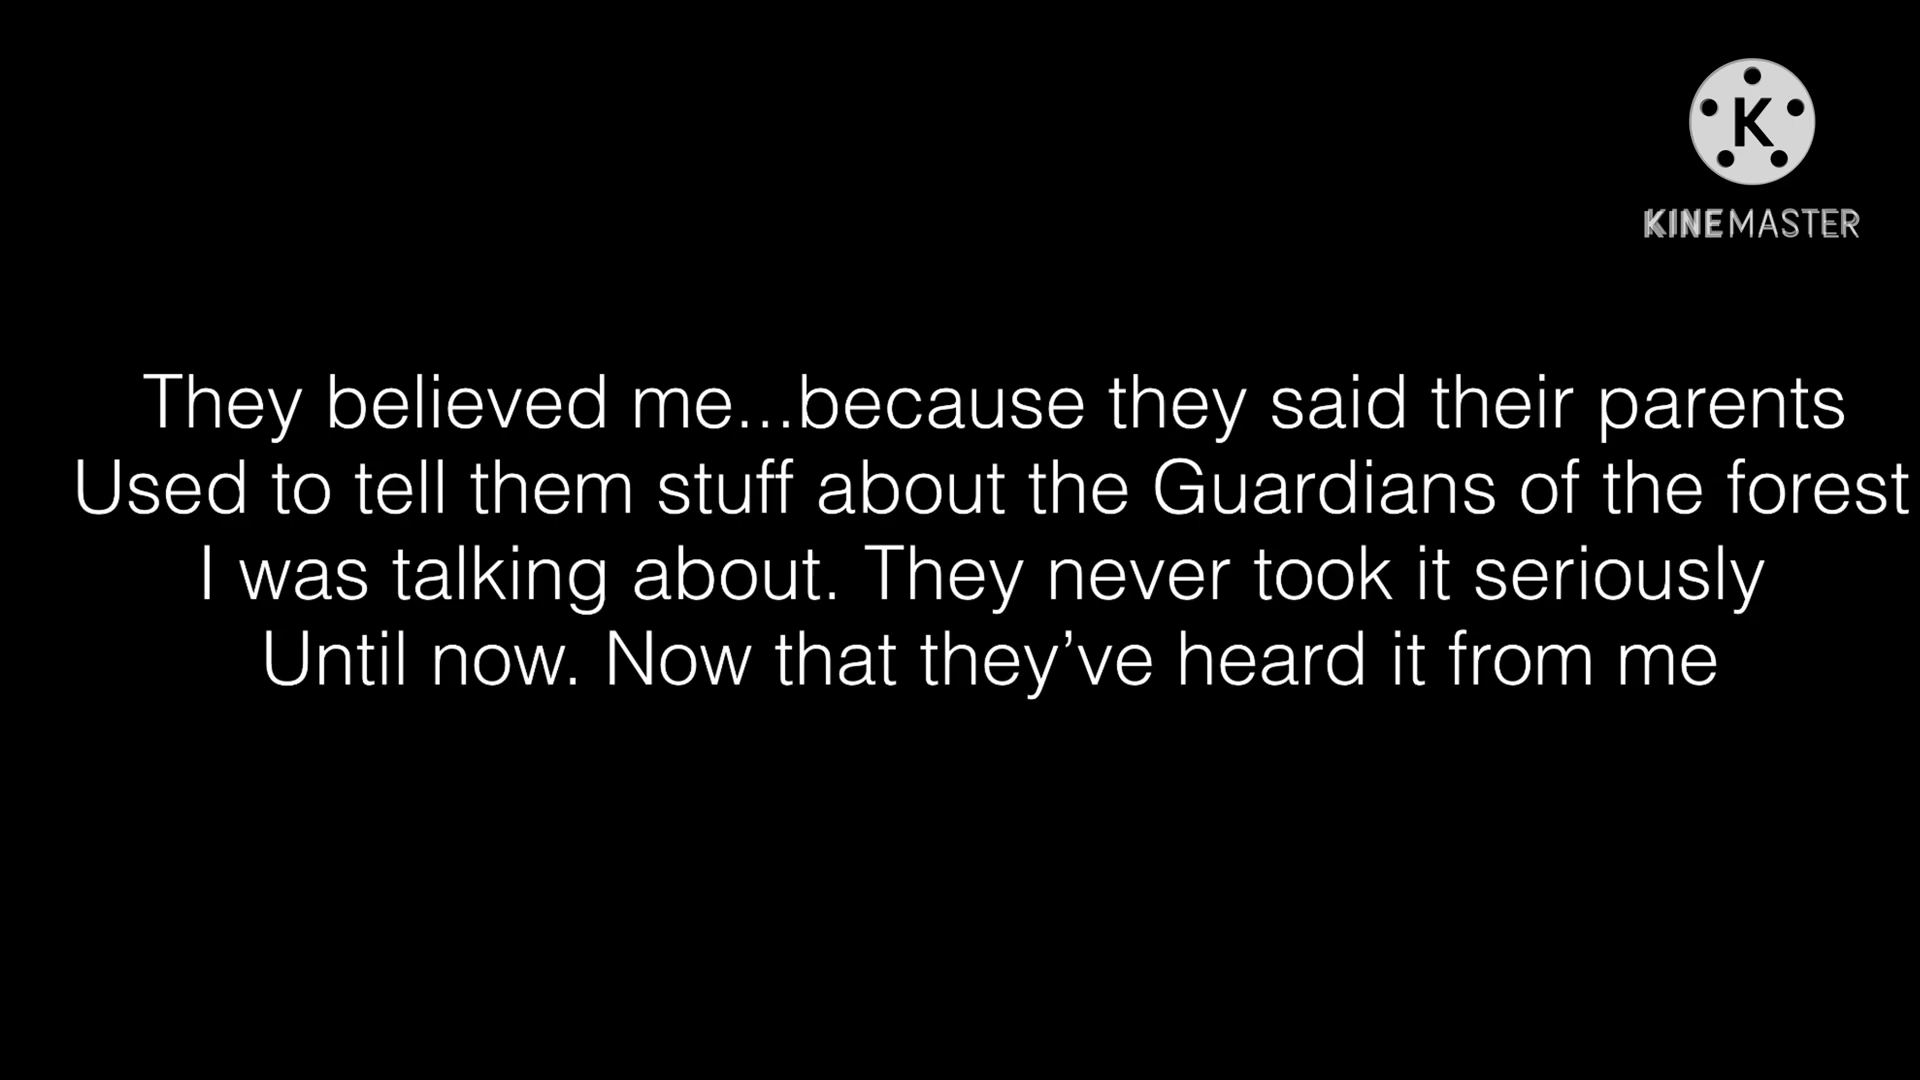 K
KINEMASTER
They believed me...because they said their parents
Used to tell them stuff about the Guardians of the forest
I was talking about. They never took it seriously
Until now. Now that they’ve heard it from me